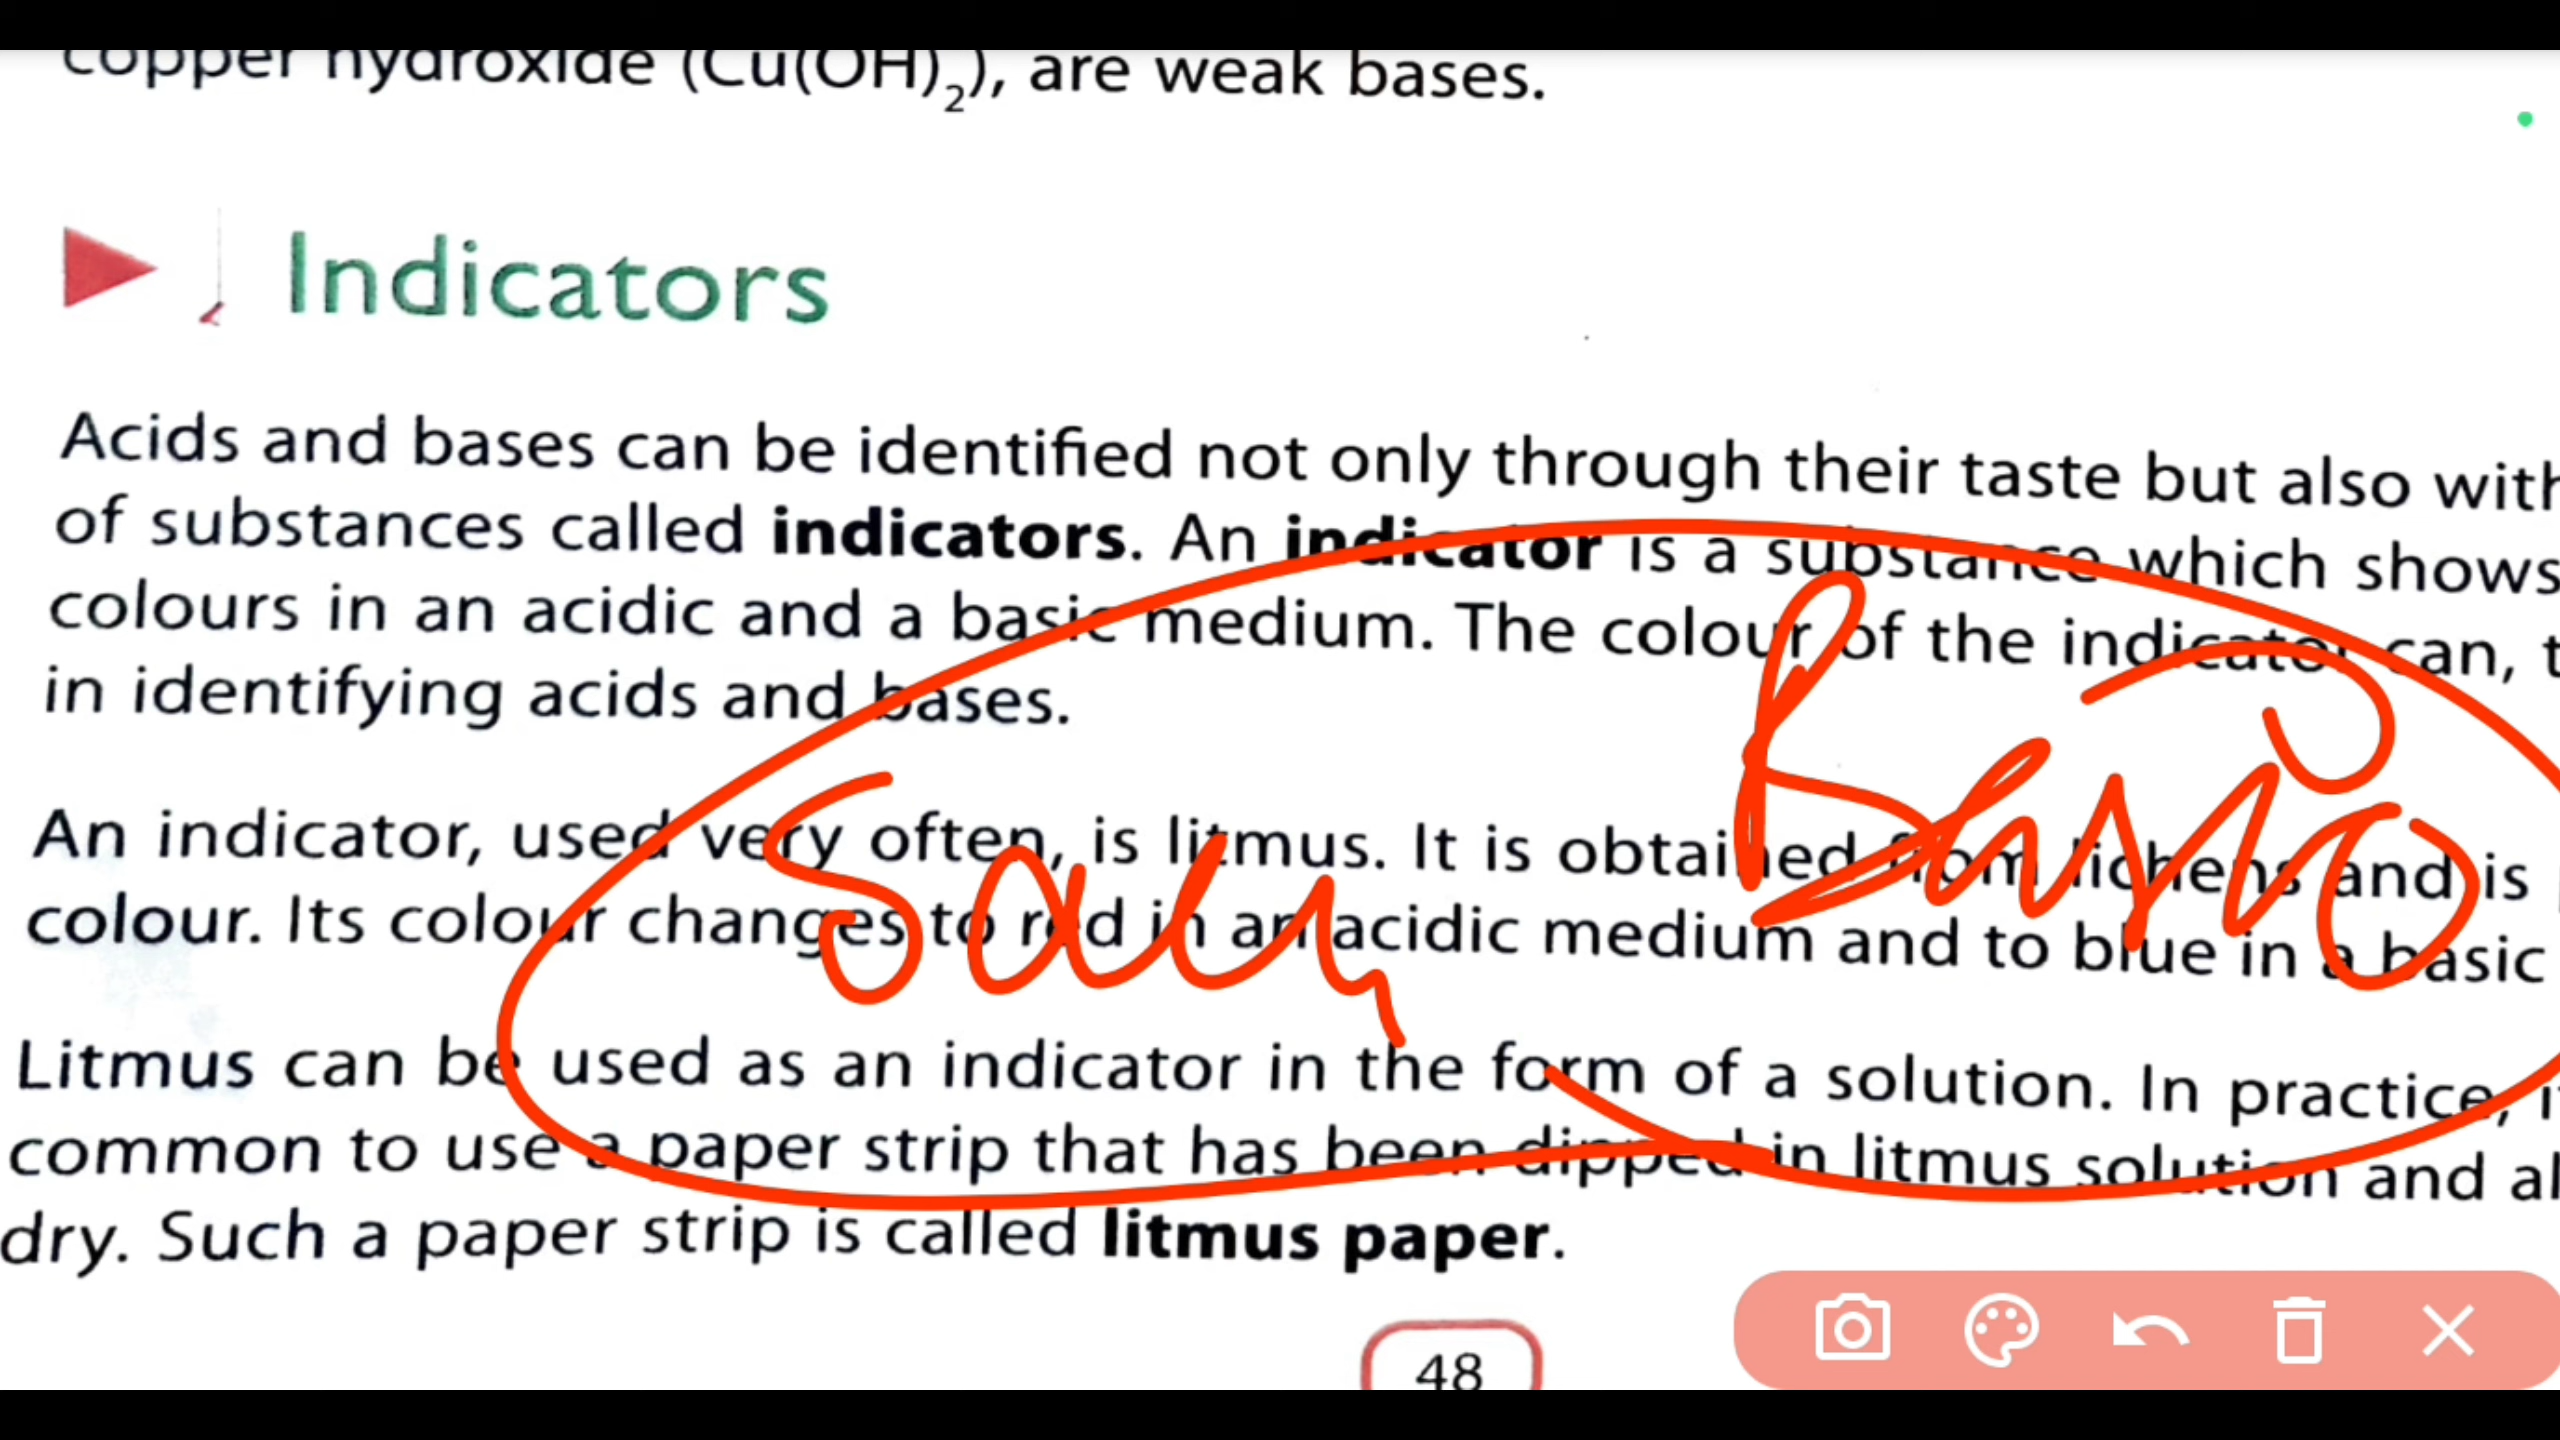 copper hydroxide (Cu(OH)₂), are weak bases.
Indicators
Acids and bases can be identified not only through their taste but also with
of substances called indicators. An indicator is a substance which shows
colours in an acidic and a basic medium. The colour of the indicator can,
in identifying acids and bases.
An indicator, used very often, is litmus. It is obtained from lichens and is
colour. Its colour changes to red in an acidic medium and to blue in a basic
Litmus can be used as an indicator in the form of a solution. In practice,
common to use a paper strip that has been dipped in litmus solution and
dry. Such a paper strip is called litmus paper.
48